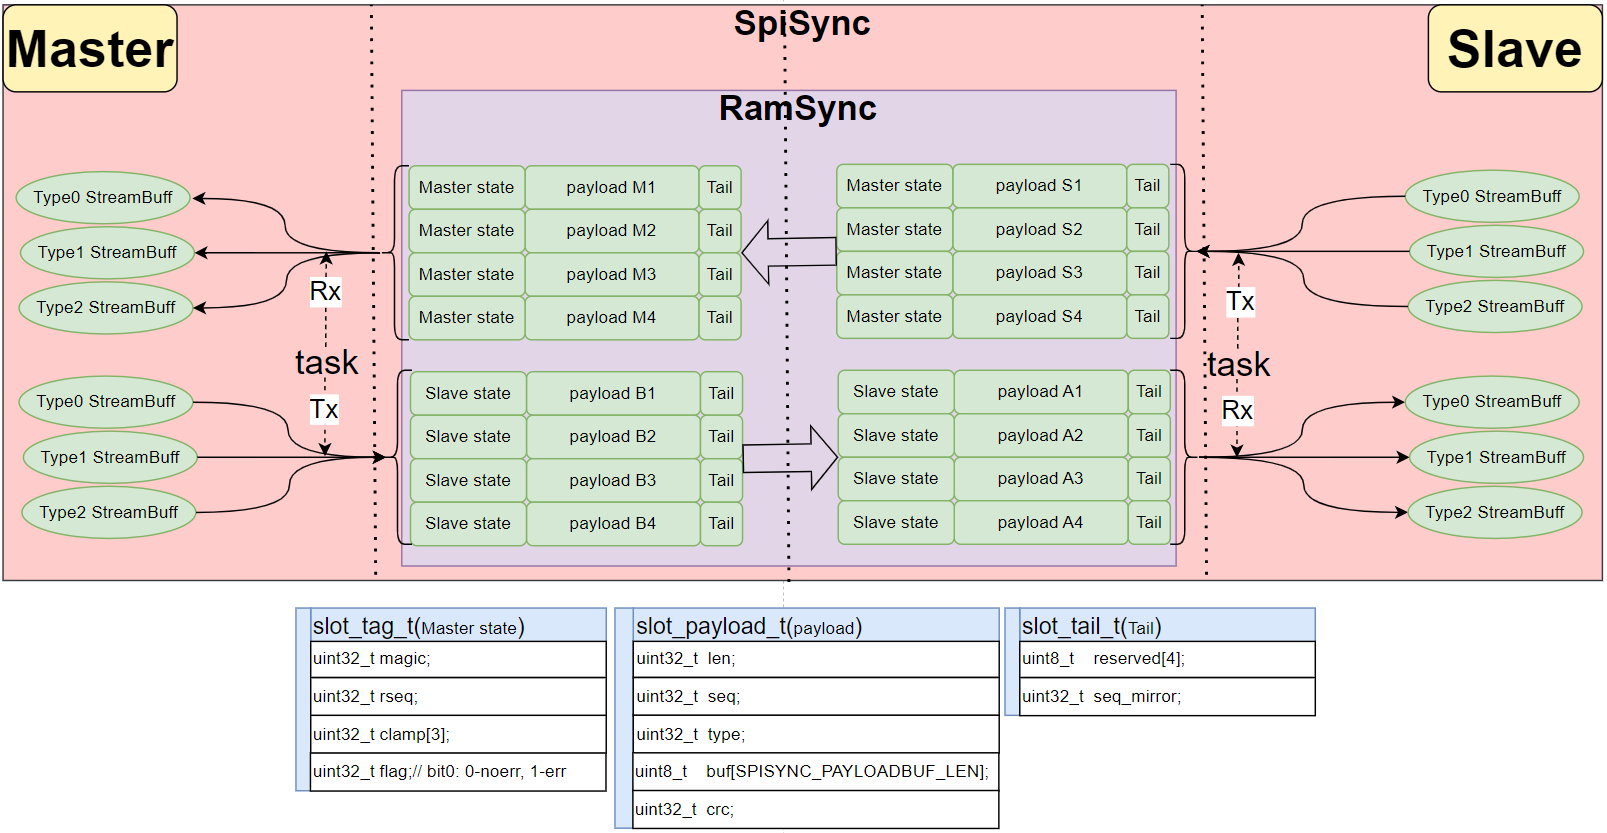 Master
SpiSync
Slave
RamSync
Type0 StreamBuff
Type1 StreamBuff
Type2 StreamBuff
Rx
task
Tx
Type0 StreamBuff
Type1 StreamBuff
Type2 StreamBuff
Master state payload M1 Tail
Master state payload M2 Tail
Master state payload M3 Tail
Master state payload M4 Tail
Slave state payload B1 Tail
Slave state payload B2 Tail
Slave state payload B3 Tail
Slave state payload B4 Tail
Master state payload S1 Tail
Master state payload S2 Tail
Master state payload S3 Tail
Master state payload S4 Tail
Slave state payload A1 Tail
Slave state payload A2 Tail
Slave state payload A3 Tail
Slave state payload A4 Tail
Type0 StreamBuff
Type1 StreamBuff
Type2 StreamBuff
Tx
task
Rx
Type0 StreamBuff
Type1 StreamBuff
Type2 StreamBuff
slot_tag_t(Master state)
uint32_t magic;
uint32_t rseq;
uint32_t clamp[3];
uint32_t flag;// bit0: 0-noerr, 1-err
slot_payload_t(payload)
uint32_t len;
uint32_t seq;
uint32_t type;
uint8_t buf[SPISYNC_PAYLOADBUF_LEN];
uint32_t crc;
slot_tail_t(Tail)
uint8_t reserved[4];
uint32_t seq_mirror;